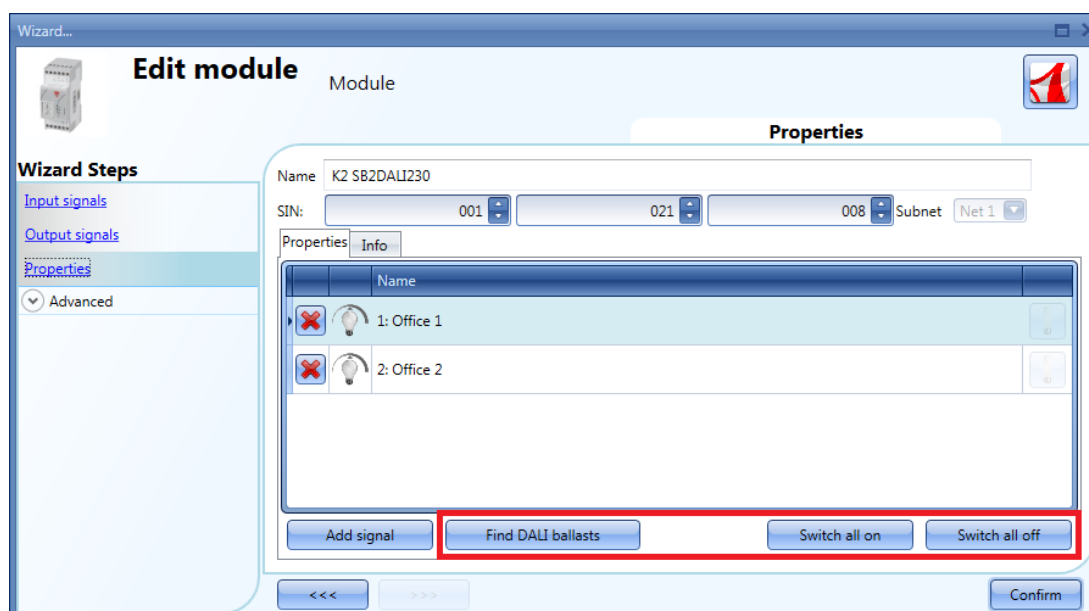 Wizard...
Edit module
Module
Properties
Wizard Steps
Input signals
Output signals
Properties
Advanced
Name K2 SB2DALI230
SIN: 001 021 008 Subnet Net 1
Properties Info
Name
1: Office 1
2: Office 2
Add signal Find DALI ballasts Switch all on Switch all off
<<< >>> Confirm